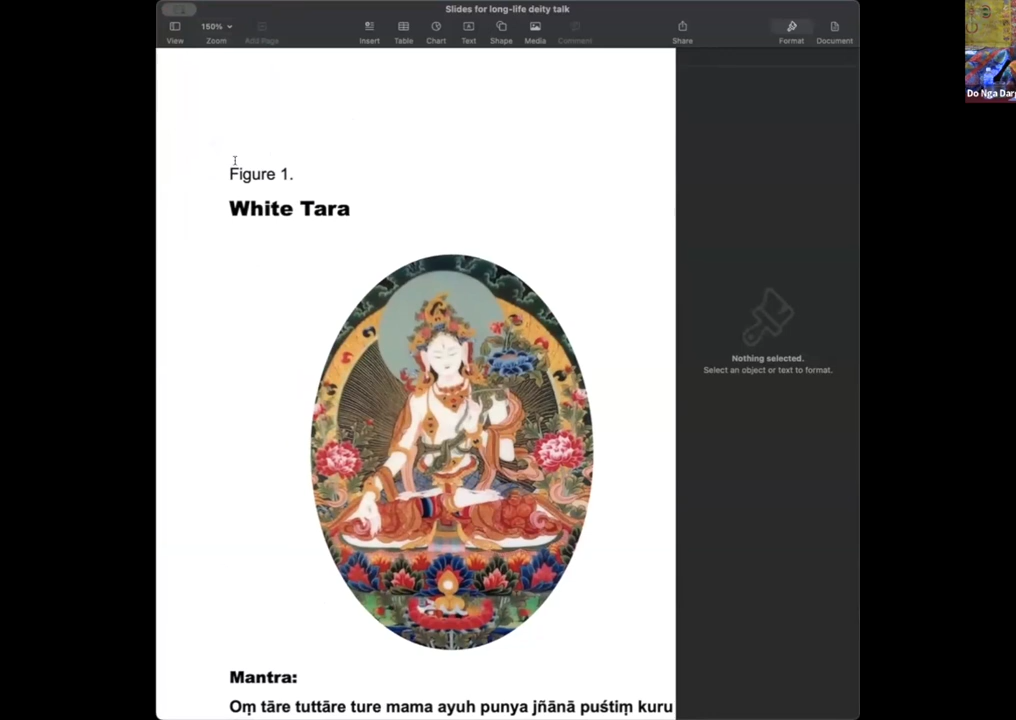 Slides for long-life deity talk
150%
View
Zoom
Add Page
Insert
Table
Chart
Text
Shape
Media
Comment
Share
Format
Document
Figure 1.
White Tara
Nothing selected.
Select an object or text to format.
Mantra:
Oṃ tāre tuttāre ture mama ayuh punya jñānā puśtiṃ kuru
Do Nga Darg